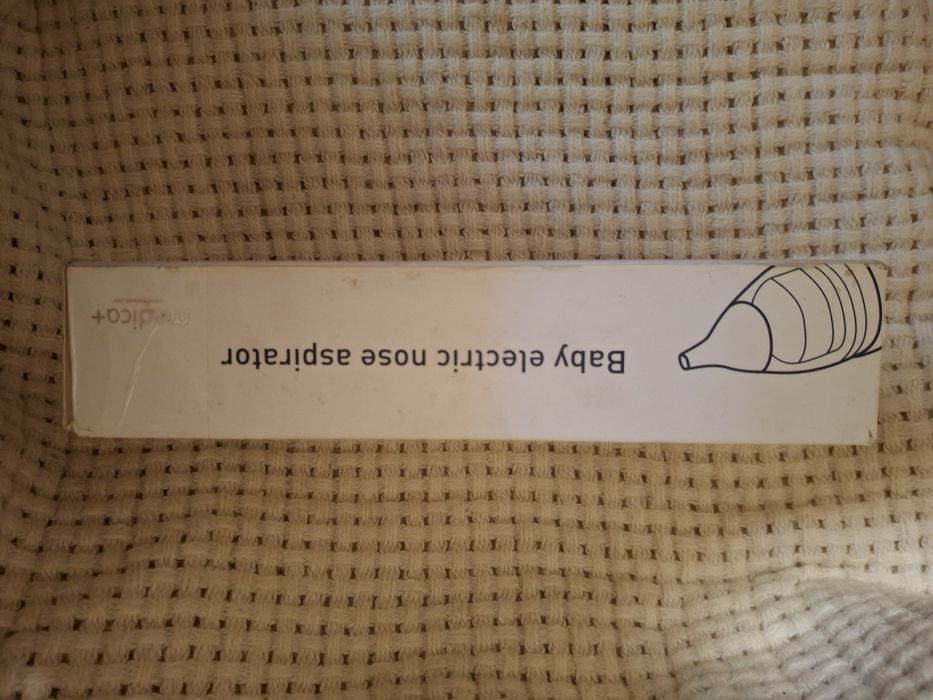 Baby electric nose aspirator
medica+